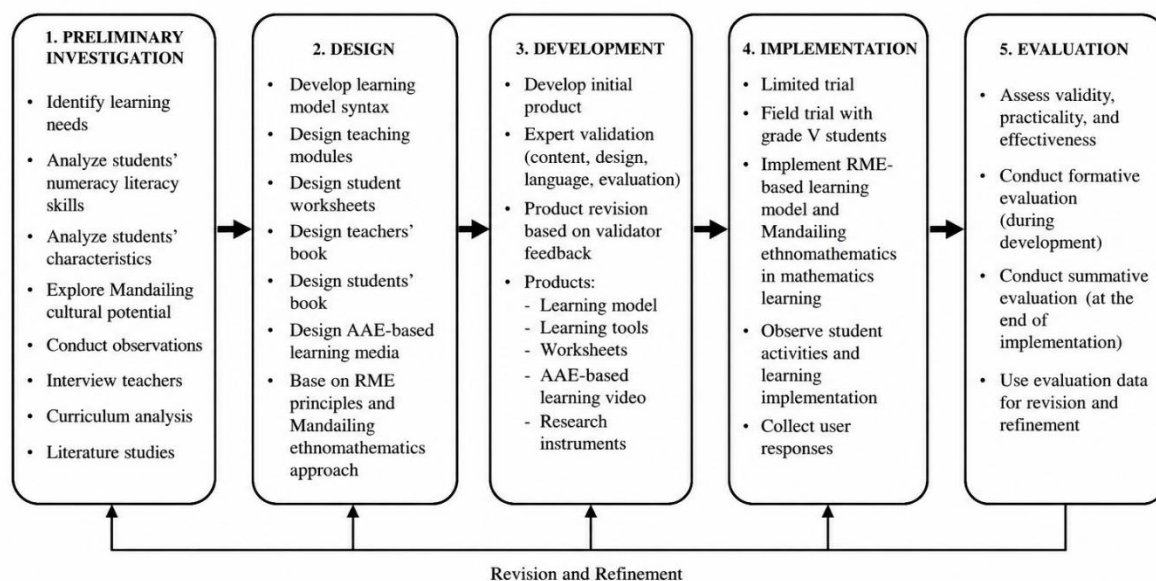 1. PRELIMINARY
INVESTIGATION
• Identify learning
needs
• Analyze students’
numeracy literacy
skills
• Analyze students’
characteristics
• Explore Mandailing
cultural potential
• Conduct observations
• Interview teachers
• Curriculum analysis
• Literature studies
2. DESIGN
• Develop learning
model syntax
• Design teaching
modules
• Design student
worksheets
• Design teachers’
book
• Design students’
book
• Design AAE-based
learning media
• Base on RME
principles and
Mandailing
ethnomathematics
approach
3. DEVELOPMENT
• Develop initial
product
• Expert validation
(content, design,
language, evaluation)
• Product revision
based on validator
feedback
• Products:
- Learning model
- Learning tools
- Worksheets
- AAE-based
learning video
- Research
instruments
4. IMPLEMENTATION
• Limited trial
• Field trial with
grade V students
• Implement RME-
based learning
model and
Mandailing
ethnomathematics
in mathematics
learning
• Observe student
activities and
learning
implementation
• Collect user
responses
5. EVALUATION
• Assess validity,
practicality, and
effectiveness
• Conduct formative
evaluation
(during
development)
• Conduct summative
evaluation (at the
end of
implementation)
• Use evaluation data
for revision and
refinement
Revision and Refinement